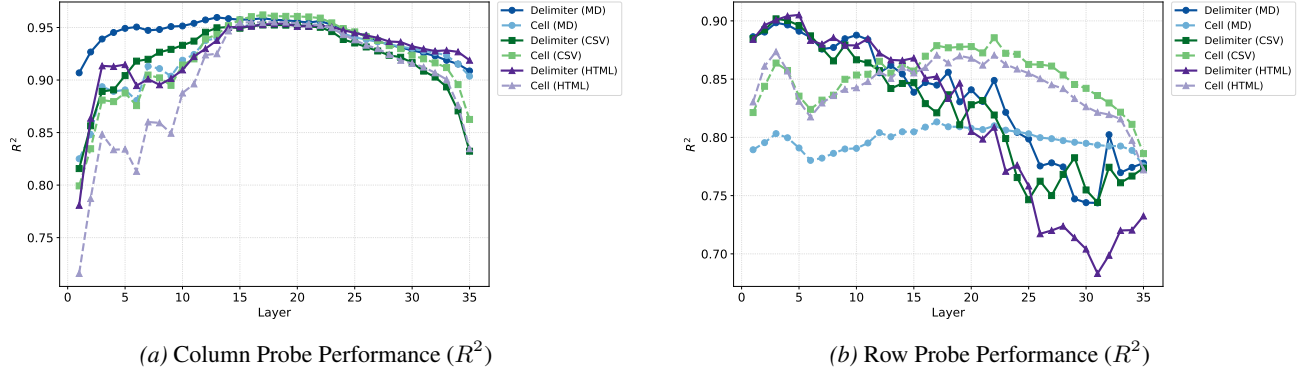 0.95
0.90
0.85
0.80
0.75
R²
0 5 10 15 20 25 30 35
Layer
Delimiter (MD)
Cell (MD)
Delimiter (CSV)
Cell (CSV)
Delimiter (HTML)
Cell (HTML)
(a) Column Probe Performance (R²)
0.90
0.85
0.80
0.75
0.70
R²
0 5 10 15 20 25 30 35
Layer
Delimiter (MD)
Cell (MD)
Delimiter (CSV)
Cell (CSV)
Delimiter (HTML)
Cell (HTML)
(b) Row Probe Performance (R²)